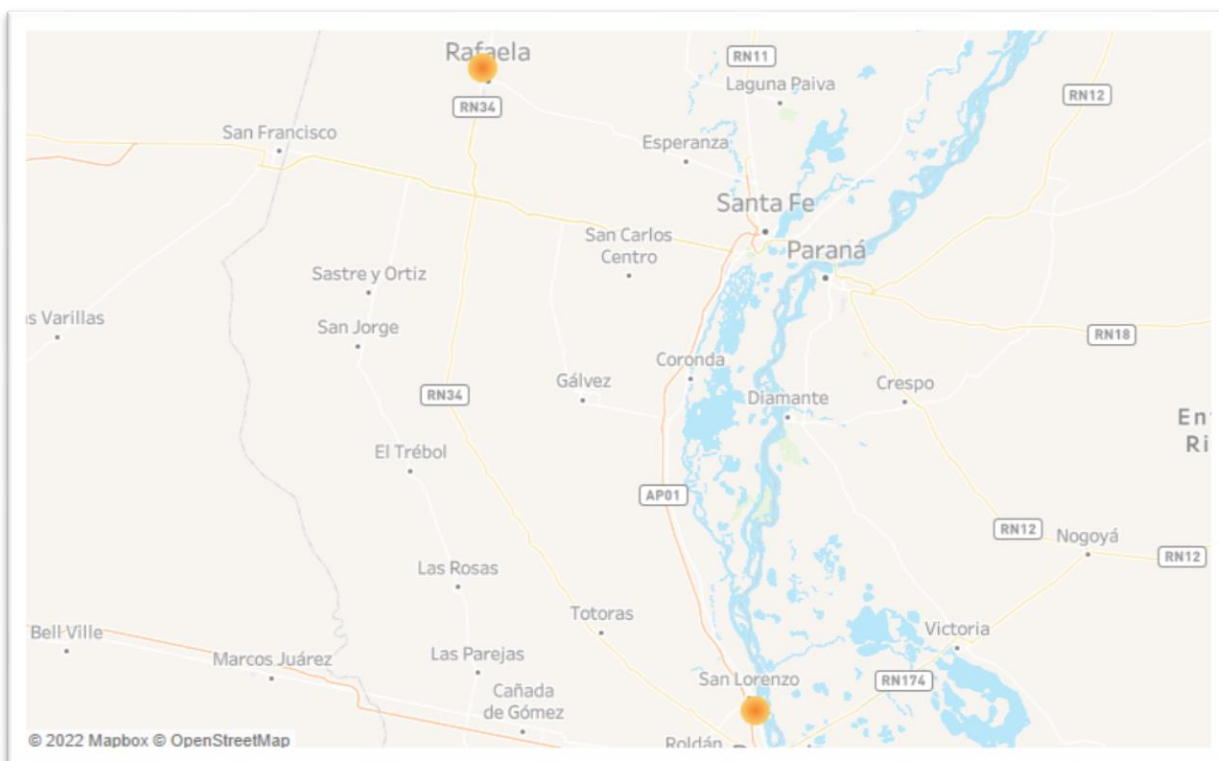 Rafaela
RN11
Laguna Paiva
RN12
RN34
San Francisco
Esperanza
Santa Fe
San Carlos
Centro
Paraná
Sastre y Ortiz
s Varillas
San Jorge
RN18
Coronda
Gálvez
Crespo
RN34
Diamante
En
Ri
El Trébol
AP01
RN12
Nogoyá
RN12
Las Rosas
Totoras
Bell Ville
Victoria
Marcos Juárez
Las Parejas
San Lorenzo
RN174
Cañada
de Gómez
Roldán
© 2022 Mapbox © OpenStreetMap